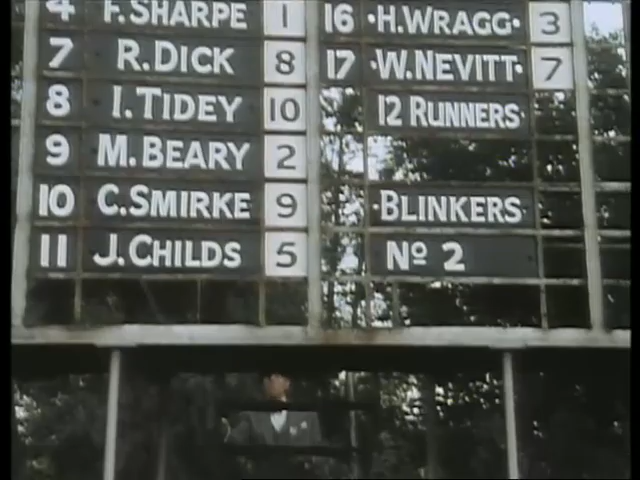 4 F. SHARPE 1
7 R. DICK 8
8 I. TIDEY 10
9 M. BEARY 2
10 C. SMIRKE 9
11 J. CHILDS 5
16 ·H. WRAGG· 3
17 ·W. NEVITT· 7
12 RUNNERS·
·BLINKERS·
Nº 2